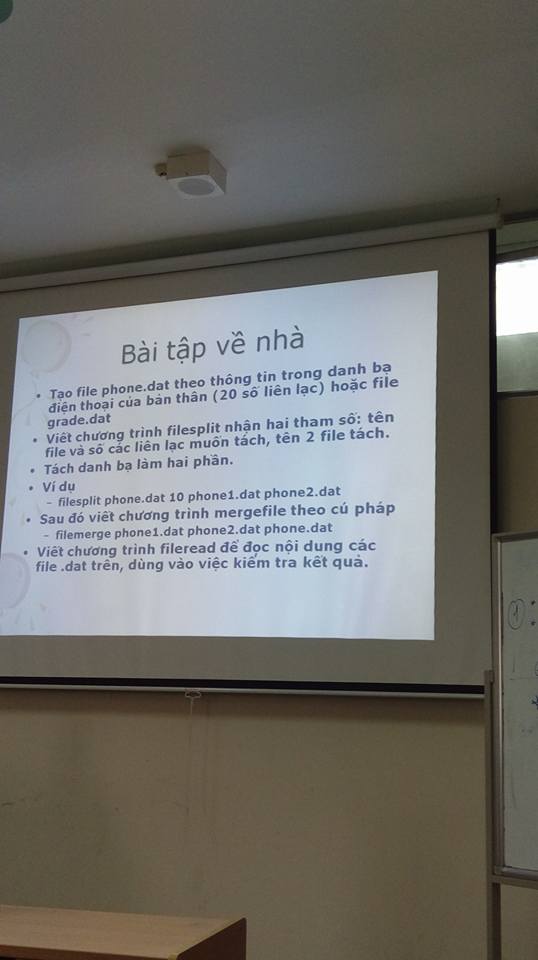 Bài tập về nhà
• Tạo file phone.dat theo thông tin trong danh bạ
điện thoại của bản thân (20 số liên lạc) hoặc file
grade.dat
• Viết chương trình filesplit nhận hai tham số: tên
file và số các liên lạc muốn tách, tên 2 file tách.
• Tách danh bạ làm hai phần.
• Ví dụ
– filesplit phone.dat 10 phone1.dat phone2.dat
• Sau đó viết chương trình mergefile theo cú pháp
– filemerge phone1.dat phone2.dat phone.dat
• Viết chương trình fileread để đọc nội dung các
file .dat trên, dùng vào việc kiểm tra kết quả.
1